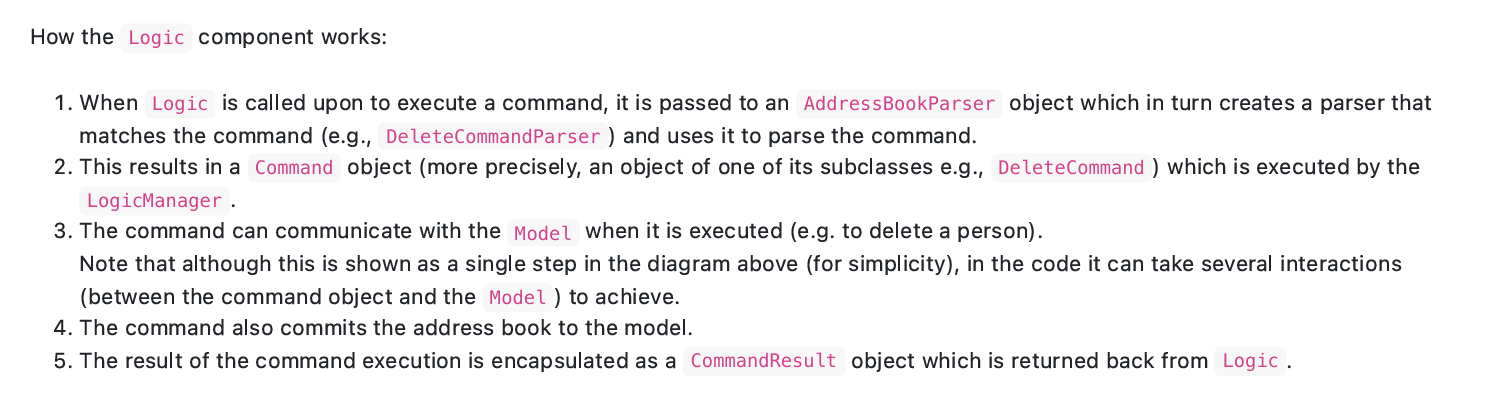 How the Logic component works:
1. When Logic is called upon to execute a command, it is passed to an AddressBookParser object which in turn creates a parser that
matches the command (e.g., DeleteCommandParser ) and uses it to parse the command.
2. This results in a Command object (more precisely, an object of one of its subclasses e.g., DeleteCommand ) which is executed by the
LogicManager .
3. The command can communicate with the Model when it is executed (e.g. to delete a person).
Note that although this is shown as a single step in the diagram above (for simplicity), in the code it can take several interactions
(between the command object and the Model ) to achieve.
4. The command also commits the address book to the model.
5. The result of the command execution is encapsulated as a CommandResult object which is returned back from Logic .